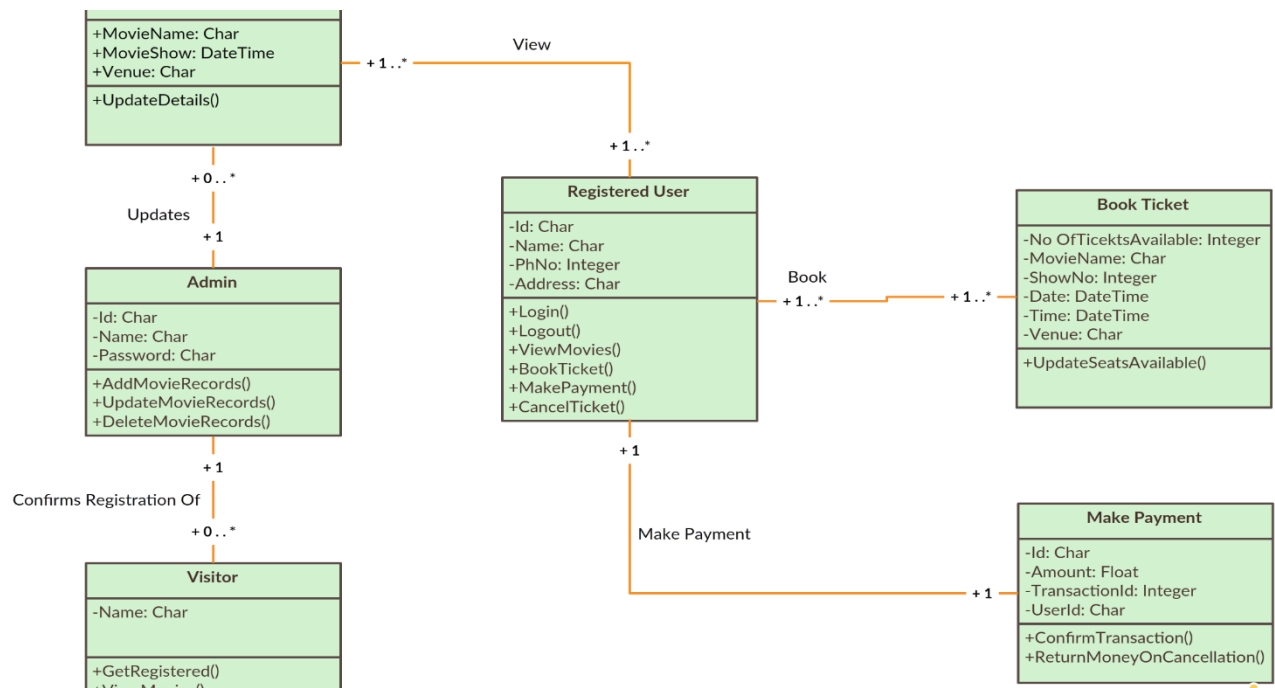 +MovieName: Char
+MovieShow: DateTime
+Venue: Char
+UpdateDetails()
View
+ 1 . .*
+ 1 . .*
+ 0 . . *
Updates
+ 1
Admin
-Id: Char
-Name: Char
-Password: Char
+AddMovieRecords()
+UpdateMovieRecords()
+DeleteMovieRecords()
+ 1
Confirms Registration Of
+ 0 . . *
Visitor
-Name: Char
+GetRegistered()
Registered User
-Id: Char
-Name: Char
-PhNo: Integer
-Address: Char
+Login()
+Logout()
+ViewMovies()
+BookTicket()
+MakePayment()
+CancelTicket()
Book
+ 1 . .*
+ 1 . .*
Book Ticket
-No OfTicektsAvailable: Integer
-MovieName: Char
-ShowNo: Integer
-Date: DateTime
-Time: DateTime
-Venue: Char
+UpdateSeatsAvailable()
+ 1
Make Payment
+ 1
Make Payment
-Id: Char
-Amount: Float
-TransactionId: Integer
-UserId: Char
+ConfirmTransaction()
+ReturnMoneyOnCancellation()